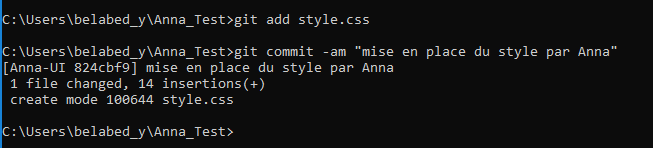 C:\Users\belabed_y\Anna_Test>git add style.css
C:\Users\belabed_y\Anna_Test>git commit -am "mise en place du style par Anna"
[Anna-UI 824cbf9] mise en place du style par Anna
 1 file changed, 14 insertions(+)
 create mode 100644 style.css
C:\Users\belabed_y\Anna_Test>